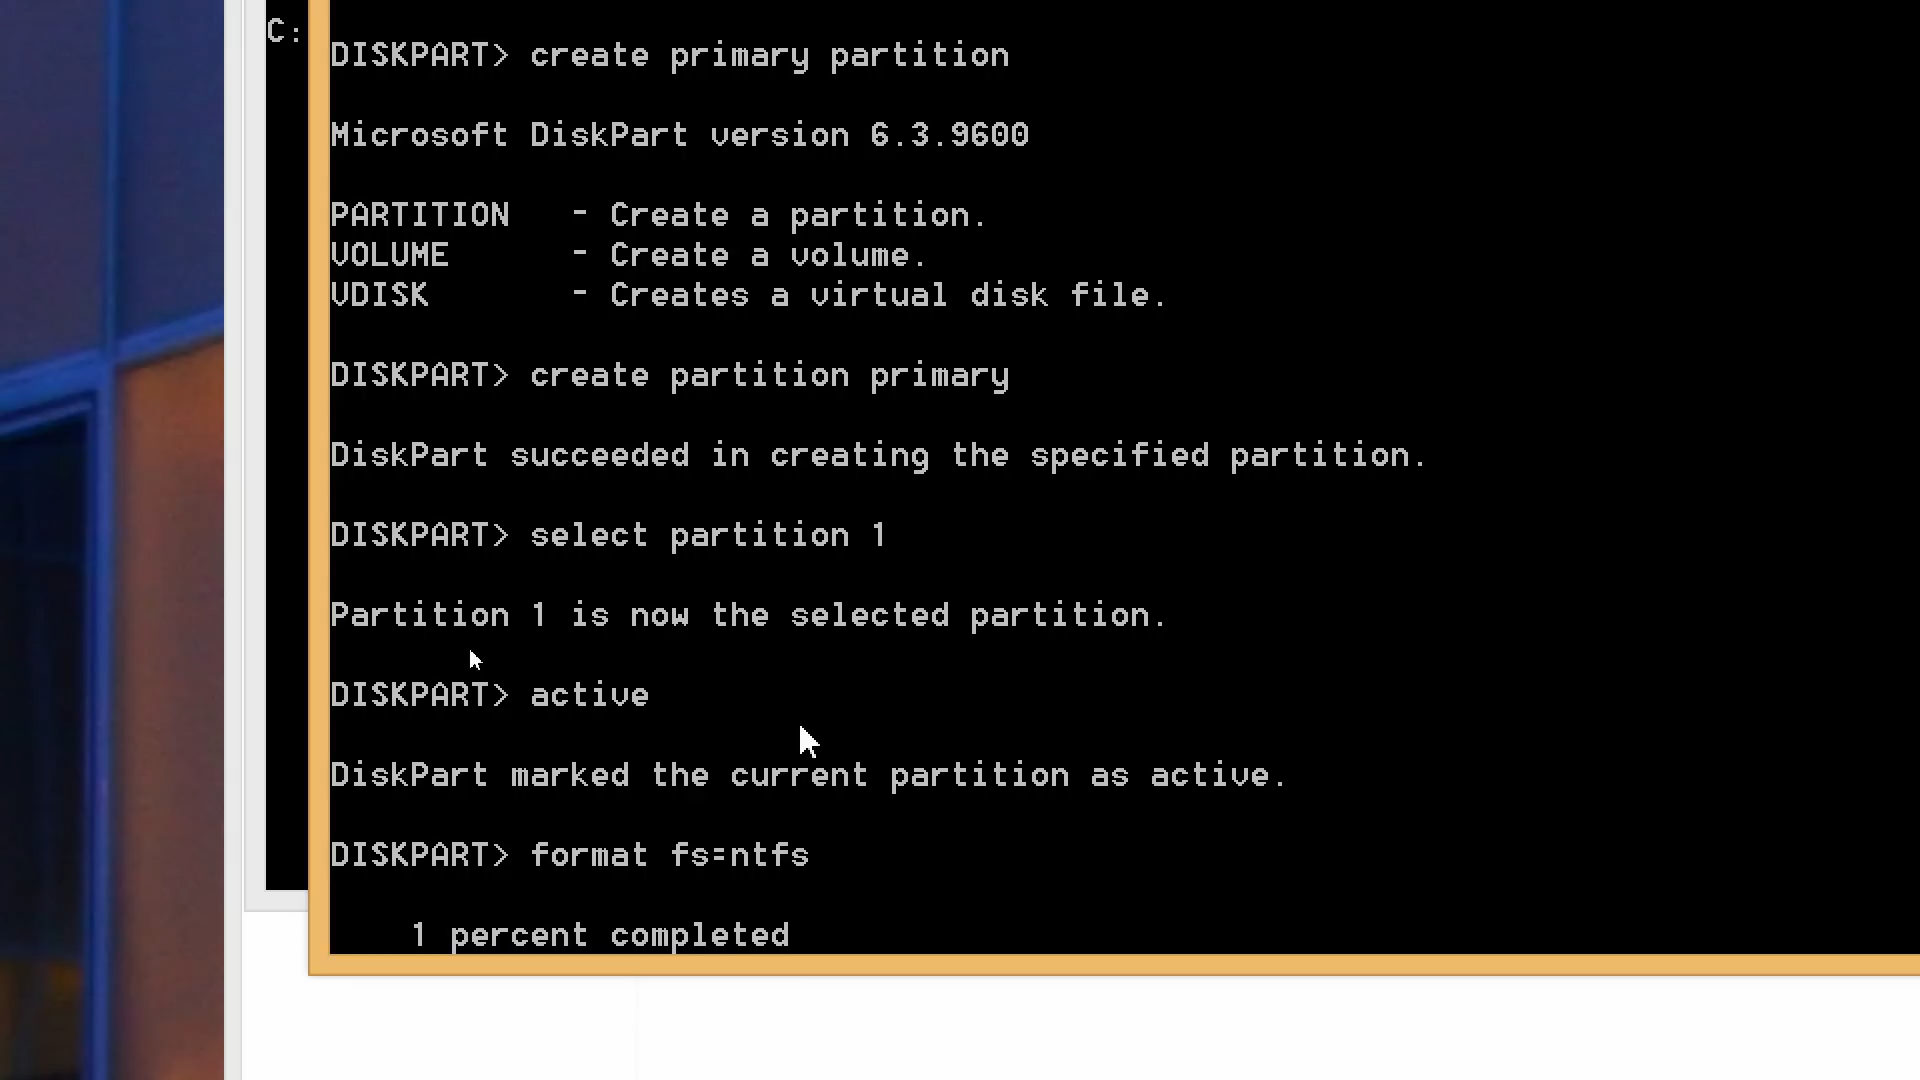 C:
DISKPART> create primary partition
Microsoft DiskPart version 6.3.9600
PARTITION   - Create a partition.
VOLUME      - Create a volume.
VDISK       - Creates a virtual disk file.
DISKPART> create partition primary
DiskPart succeeded in creating the specified partition.
DISKPART> select partition 1
Partition 1 is now the selected partition.
DISKPART> active
DiskPart marked the current partition as active.
DISKPART> format fs=ntfs
1 percent completed